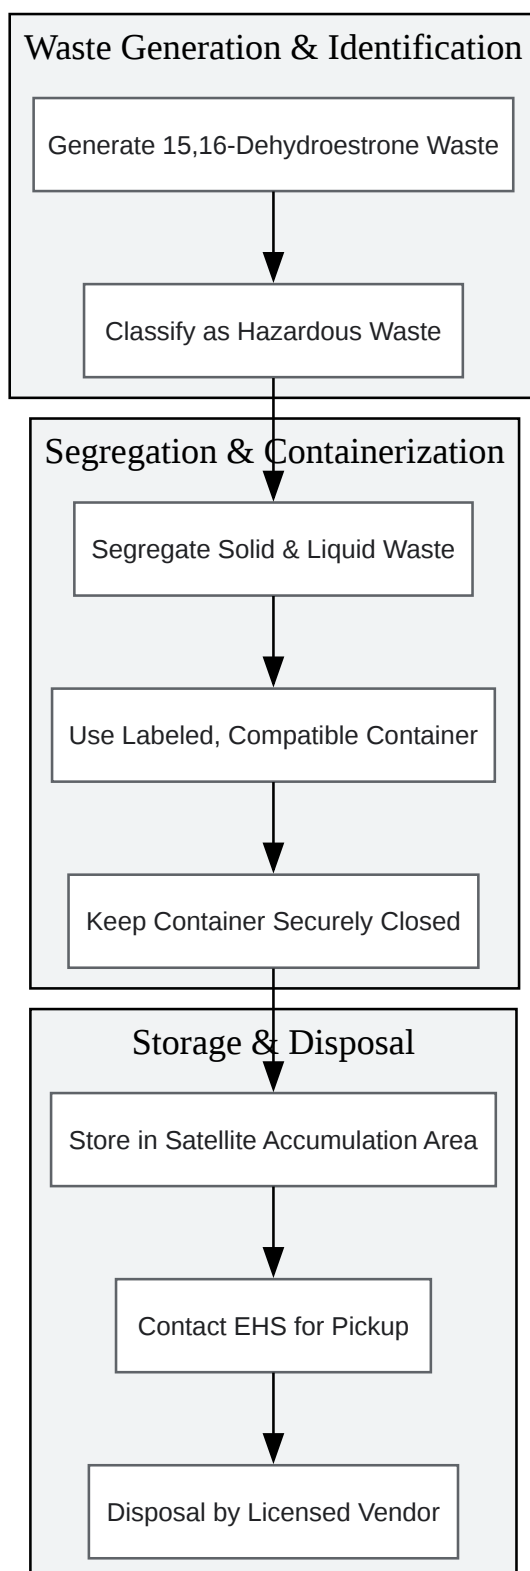 Waste Generation & Identification
Generate 15,16-Dehydroestrone Waste
Classify as Hazardous Waste
Segregation & Containerization
Segregate Solid & Liquid Waste
Use Labeled, Compatible Container
Keep Container Securely Closed
Storage & Disposal
Store in Satellite Accumulation Area
Contact EHS for Pickup
Disposal by Licensed Vendor